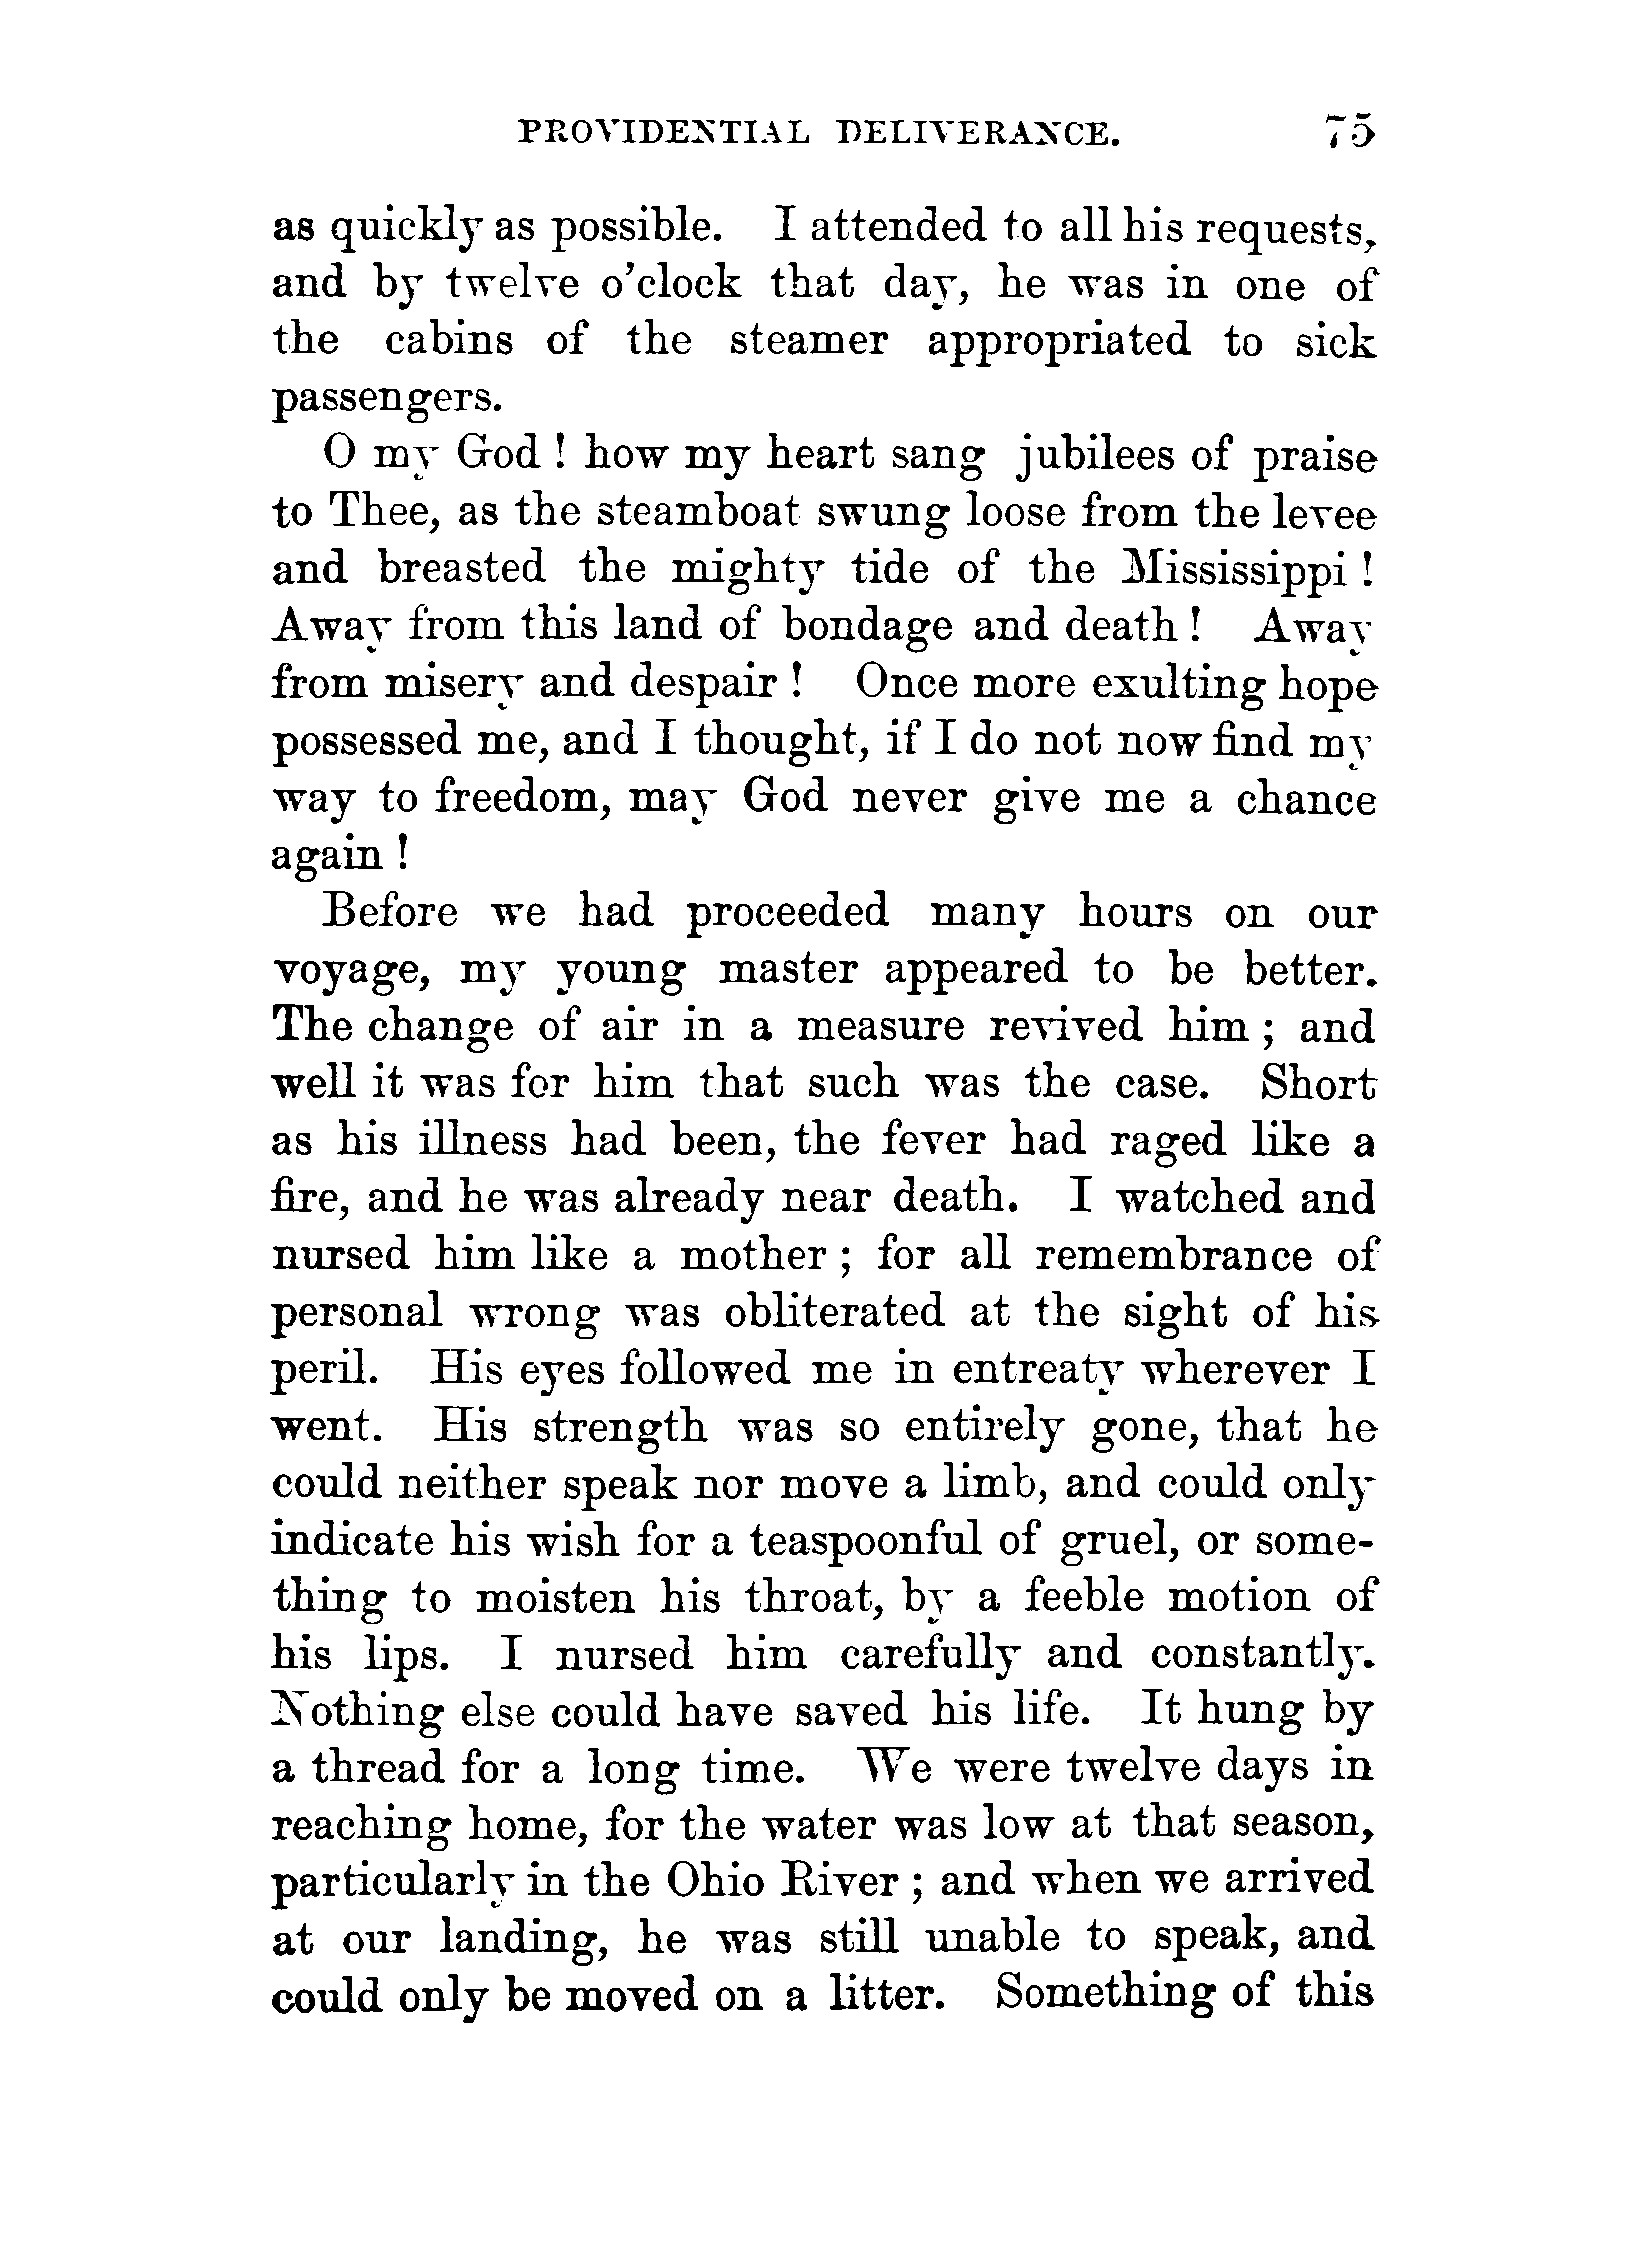 PROVIDENTIAL DELIVERANCE. 75
as quickly as possible. I attended to all his requests,
and by twelve o'clock that day, he was in one of
the cabins of the steamer appropriated to sick
passengers.
O my God ! how my heart sang jubilees of praise
to Thee, as the steamboat swung loose from the levee
and breasted the mighty tide of the Mississippi !
Away from this land of bondage and death ! Away
from misery and despair ! Once more exulting hope
possessed me, and I thought, if I do not now find my
way to freedom, may God never give me a chance
again !
Before we had proceeded many hours on our
voyage, my young master appeared to be better.
The change of air in a measure revived him ; and
well it was for him that such was the case. Short
as his illness had been, the fever had raged like a
fire, and he was already near death. I watched and
nursed him like a mother ; for all remembrance of
personal wrong was obliterated at the sight of his
peril. His eyes followed me in entreaty wherever I
went. His strength was so entirely gone, that he
could neither speak nor move a limb, and could only
indicate his wish for a teaspoonful of gruel, or some-
thing to moisten his throat, by a feeble motion of
his lips. I nursed him carefully and constantly.
Nothing else could have saved his life. It hung by
a thread for a long time. We were twelve days in
reaching home, for the water was low at that season,
particularly in the Ohio River ; and when we arrived
at our landing, he was still unable to speak, and
could only be moved on a litter. Something of this